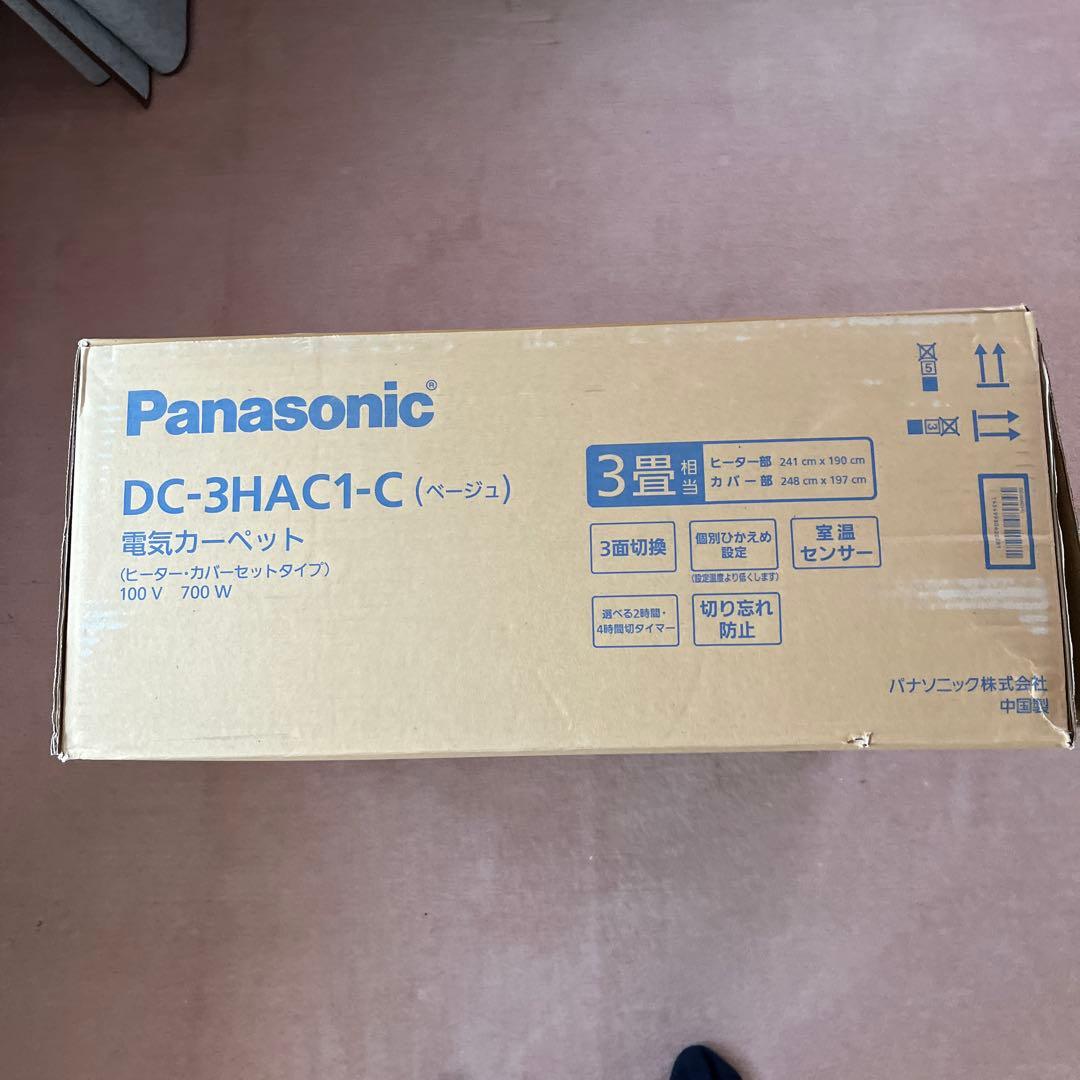 Panasonic®
DC-3HAC1-C (ベージュ)
電気カーペット
(ヒーター・カバーセットタイプ)
100 V 700 W
3畳相当
ヒーター部 241 cm x 190 cm
カバー部 248 cm x 197 cm
3面切換
個別ひかえめ
設定
(設定温度より低くします)
室温
センサー
選べる2時間・
4時間切タイマー
切り忘れ
防止
パナソニック株式会社
中国製
5
3